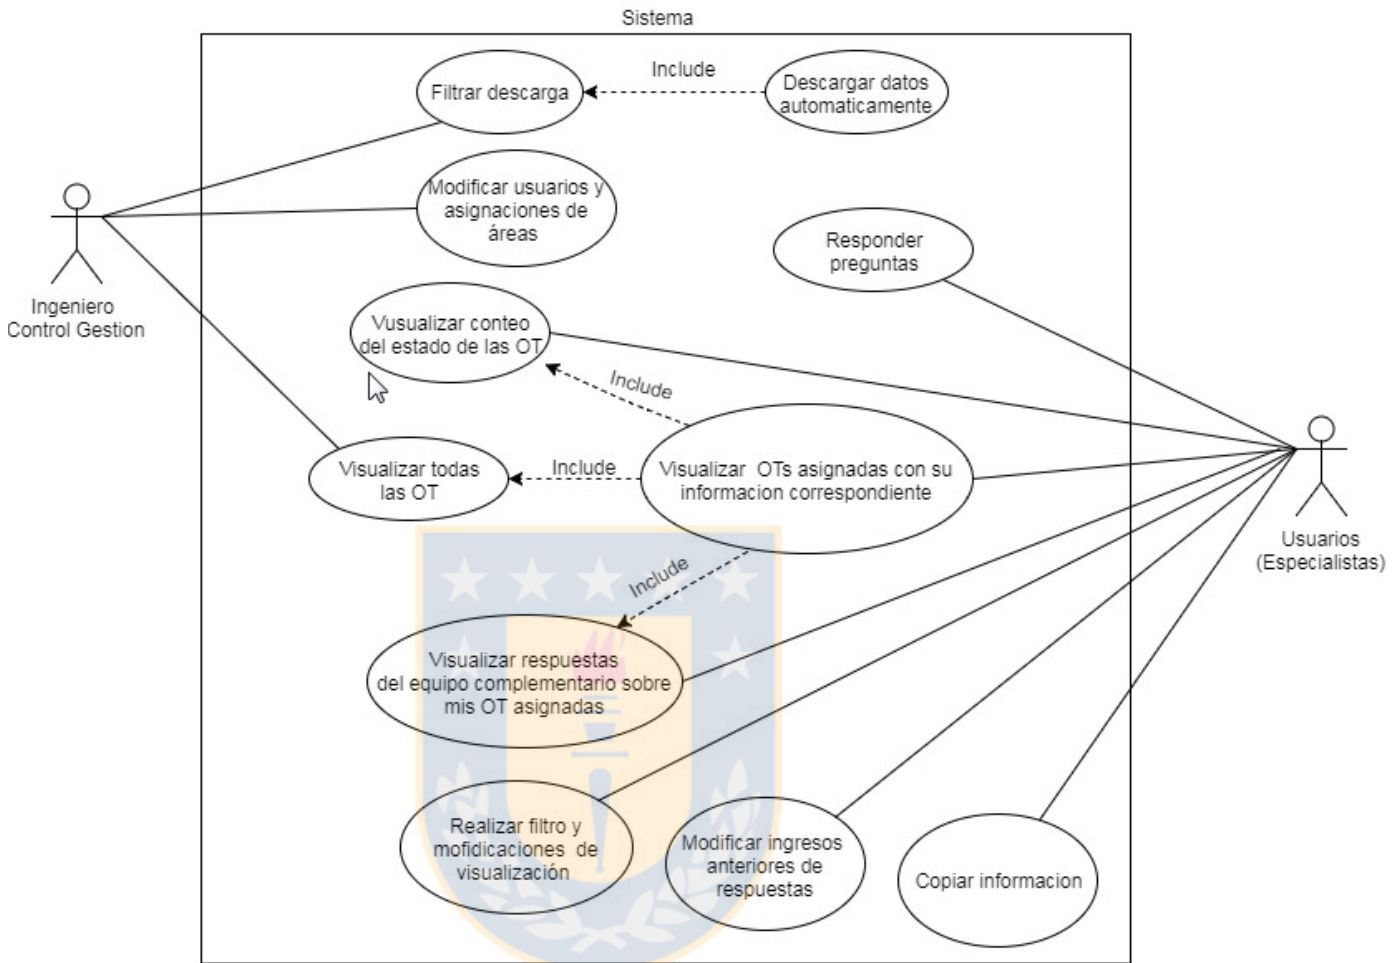 Sistema
Filtrar descarga
Include
Descargar datos
automaticamente
Modificar usuarios y
asignaciones de
áreas
Responder
preguntas
Ingeniero
Control Gestion
Vusualizar conteo
del estado de las OT
Include
Visualizar todas
las OT
Include
Visualizar OTs asignadas con su
informacion correspondiente
Usuarios
(Especialistas)
Include
Visualizar respuestas
del equipo complementario sobre
mis OT asignadas
Realizar filtro y
mofidicaciones de
visualización
Modificar ingresos
anteriores de
respuestas
Copiar informacion